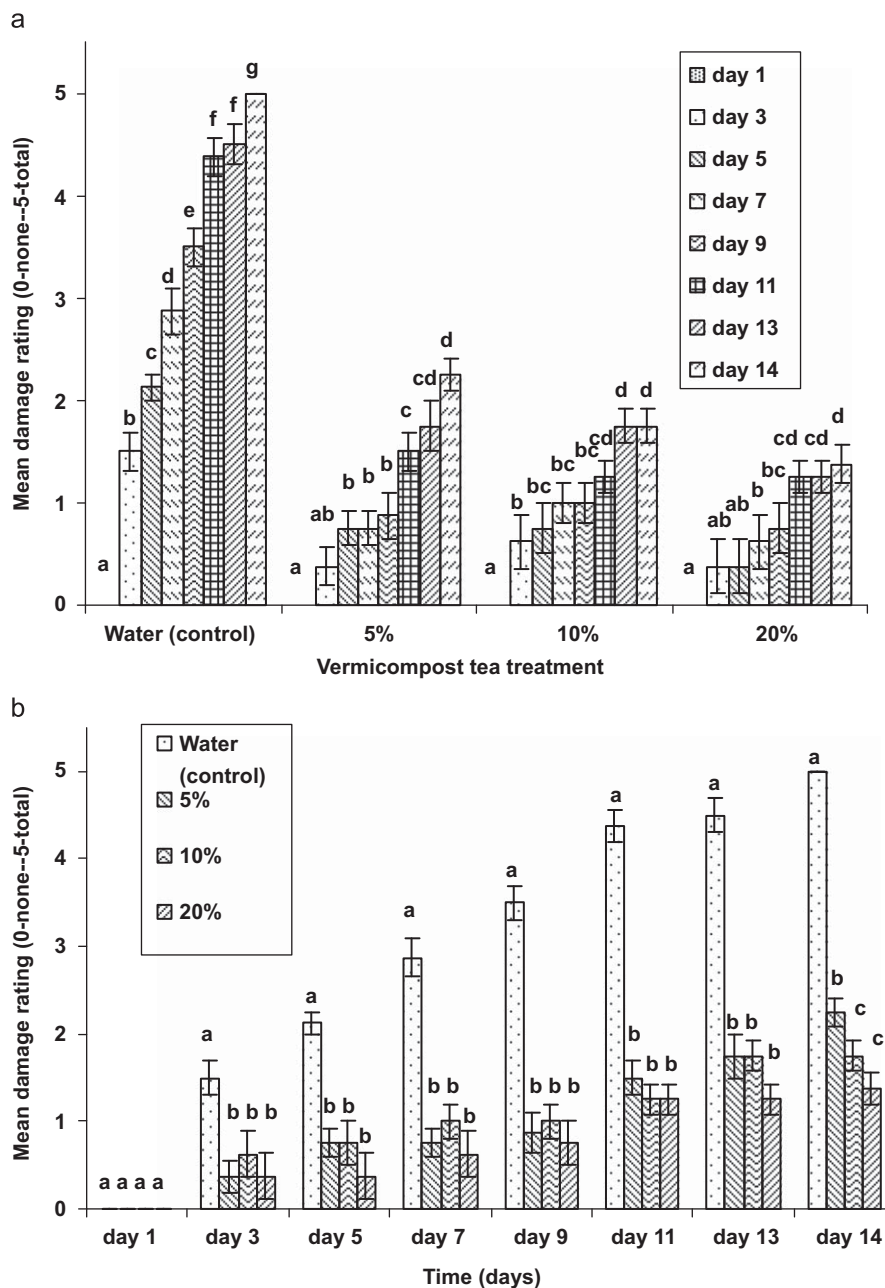 a
Mean damage rating (0-none--5-total)
5
4
3
2
1
0
a
b
c
d
e
f
f
g
a
ab
b
b
b
c
cd
d
a
b
bc
bc
bc
cd
d
d
a
ab
ab
b
bc
cd
cd
d
day 1
day 3
day 5
day 7
day 9
day 11
day 13
day 14
Water (control) 5% 10% 20%
Vermicompost tea treatment
b
Mean damage rating (0-none--5-total)
5
4
3
2
1
0
Water
(control)
5%
10%
20%
a a a a
a
b b b
a
b b
b
a
b b
b
a
b b b
a
b
b b
a
b b
b
a
b
c
c
day 1 day 3 day 5 day 7 day 9 day 11 day 13 day 14
Time (days)